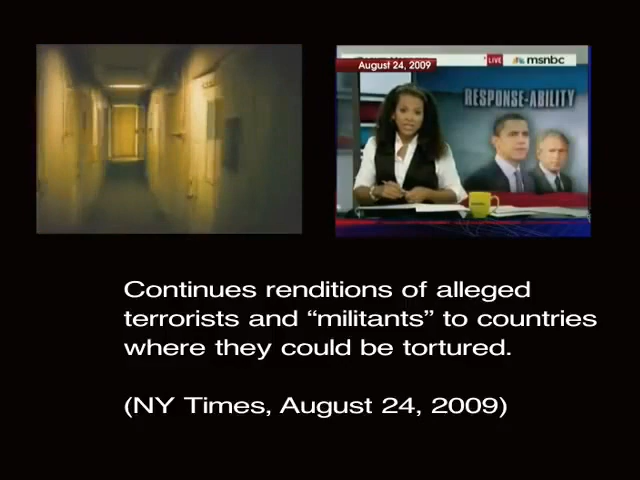 August 24, 2009
LIVE msnbc
RESPONSE-ABILITY
Continues renditions of alleged
terrorists and “militants” to countries
where they could be tortured.
(NY Times, August 24, 2009)